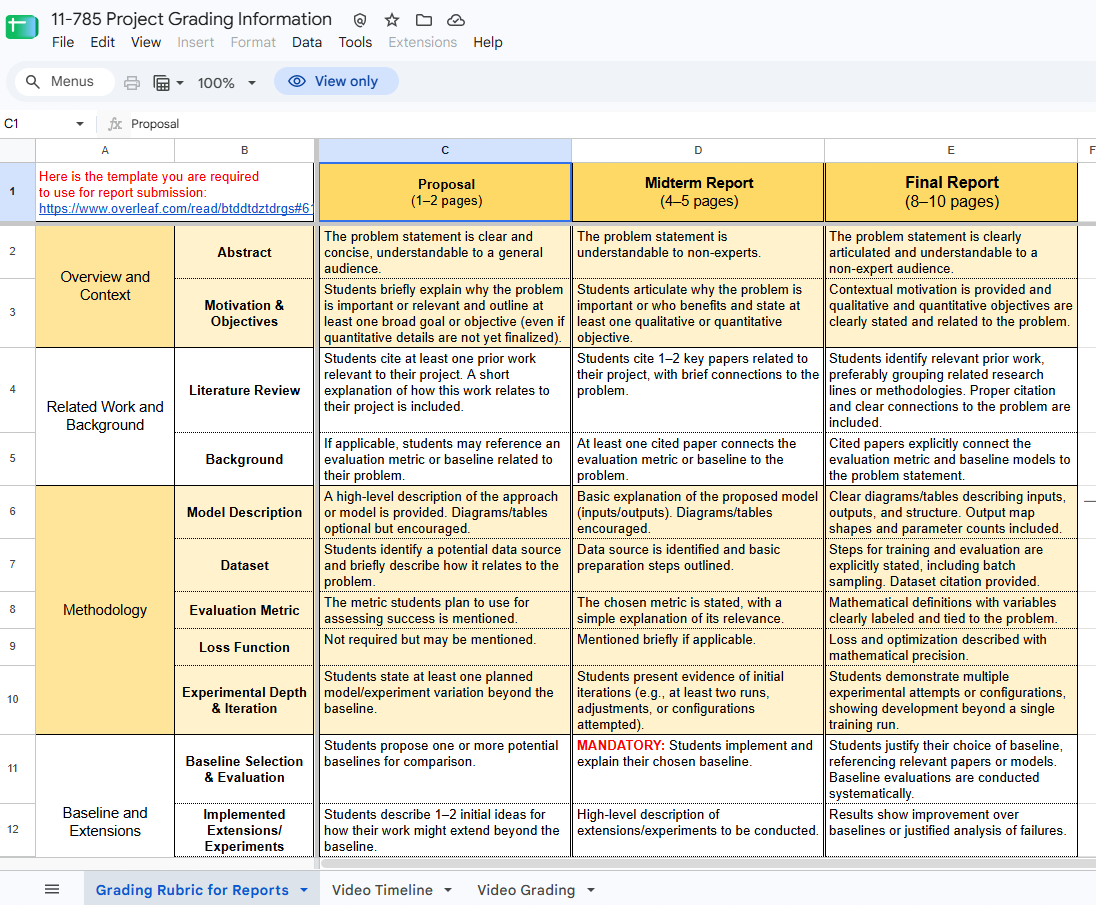 11-785 Project Grading Information
File Edit View Insert Format Data Tools Extensions Help
Menus 100% View only
C1 fx Proposal
A B C D E F
1
Here is the template you are required
to use for report submission:
https://www.overleaf.com/read/btddtdztdrgs#61
Proposal
(1–2 pages)
Midterm Report
(4–5 pages)
Final Report
(8–10 pages)
Overview and
Context
2
Abstract
The problem statement is clear and
concise, understandable to a general
audience.
The problem statement is
understandable to non-experts.
The problem statement is clearly
articulated and understandable to a
non-expert audience.
3
Motivation &
Objectives
Students briefly explain why the problem
is important or relevant and outline at
least one broad goal or objective (even if
quantitative details are not yet finalized).
Students articulate why the problem is
important or who benefits and state at
least one qualitative or quantitative
objective.
Contextual motivation is provided and
qualitative and quantitative objectives are
clearly stated and related to the problem.
Related Work and
Background
4
Literature Review
Students cite at least one prior work
relevant to their project. A short
explanation of how this work relates to
their project is included.
Students cite 1–2 key papers related to
their project, with brief connections to the
problem.
Students identify relevant prior work,
preferably grouping related research
lines or methodologies. Proper citation
and clear connections to the problem are
included.
5
Background
If applicable, students may reference an
evaluation metric or baseline related to
their problem.
At least one cited paper connects the
evaluation metric or baseline to the
problem.
Cited papers explicitly connect the
evaluation metric and baseline models to
the problem statement.
Methodology
6
Model Description
A high-level description of the approach
or model is provided. Diagrams/tables
optional but encouraged.
Basic explanation of the proposed model
(inputs/outputs). Diagrams/tables
encouraged.
Clear diagrams/tables describing inputs,
outputs, and structure. Output map
shapes and parameter counts included.
7
Dataset
Students identify a potential data source
and briefly describe how it relates to the
problem.
Data source is identified and basic
preparation steps outlined.
Steps for training and evaluation are
explicitly stated, including batch
sampling. Dataset citation provided.
8
Evaluation Metric
The metric students plan to use for
assessing success is mentioned.
The chosen metric is stated, with a
simple explanation of its relevance.
Mathematical definitions with variables
clearly labeled and tied to the problem.
9
Loss Function
Not required but may be mentioned.
Mentioned briefly if applicable.
Loss and optimization described with
mathematical precision.
10
Experimental Depth
& Iteration
Students state at least one planned
model/experiment variation beyond the
baseline.
Students present evidence of initial
iterations (e.g., at least two runs,
adjustments, or configurations
attempted).
Students demonstrate multiple
experimental attempts or configurations,
showing development beyond a single
training run.
Baseline and
Extensions
11
Baseline Selection
& Evaluation
Students propose one or more potential
baselines for comparison.
MANDATORY: Students implement and
explain their chosen baseline.
Students justify their choice of baseline,
referencing relevant papers or models.
Baseline evaluations are conducted
systematically.
12
Implemented
Extensions/
Experiments
Students describe 1–2 initial ideas for
how their work might extend beyond the
baseline.
High-level description of
extensions/experiments to be conducted.
Results show improvement over
baselines or justified analysis of failures.
Grading Rubric for Reports Video Timeline Video Grading